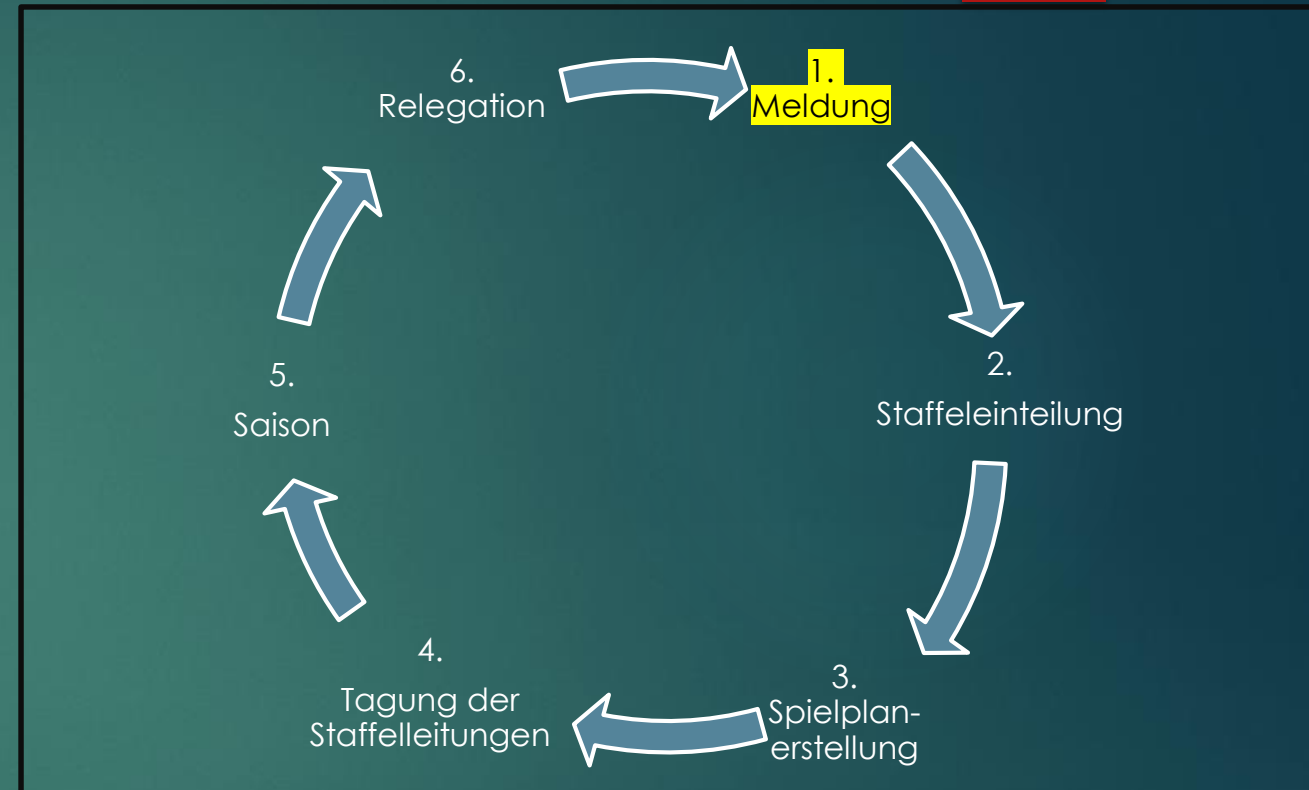 1.
Meldung
2.
Staffeleinteilung
3.
Spielplan-
erstellung
4.
Tagung der
Staffelleitungen
5.
Saison
6.
Relegation